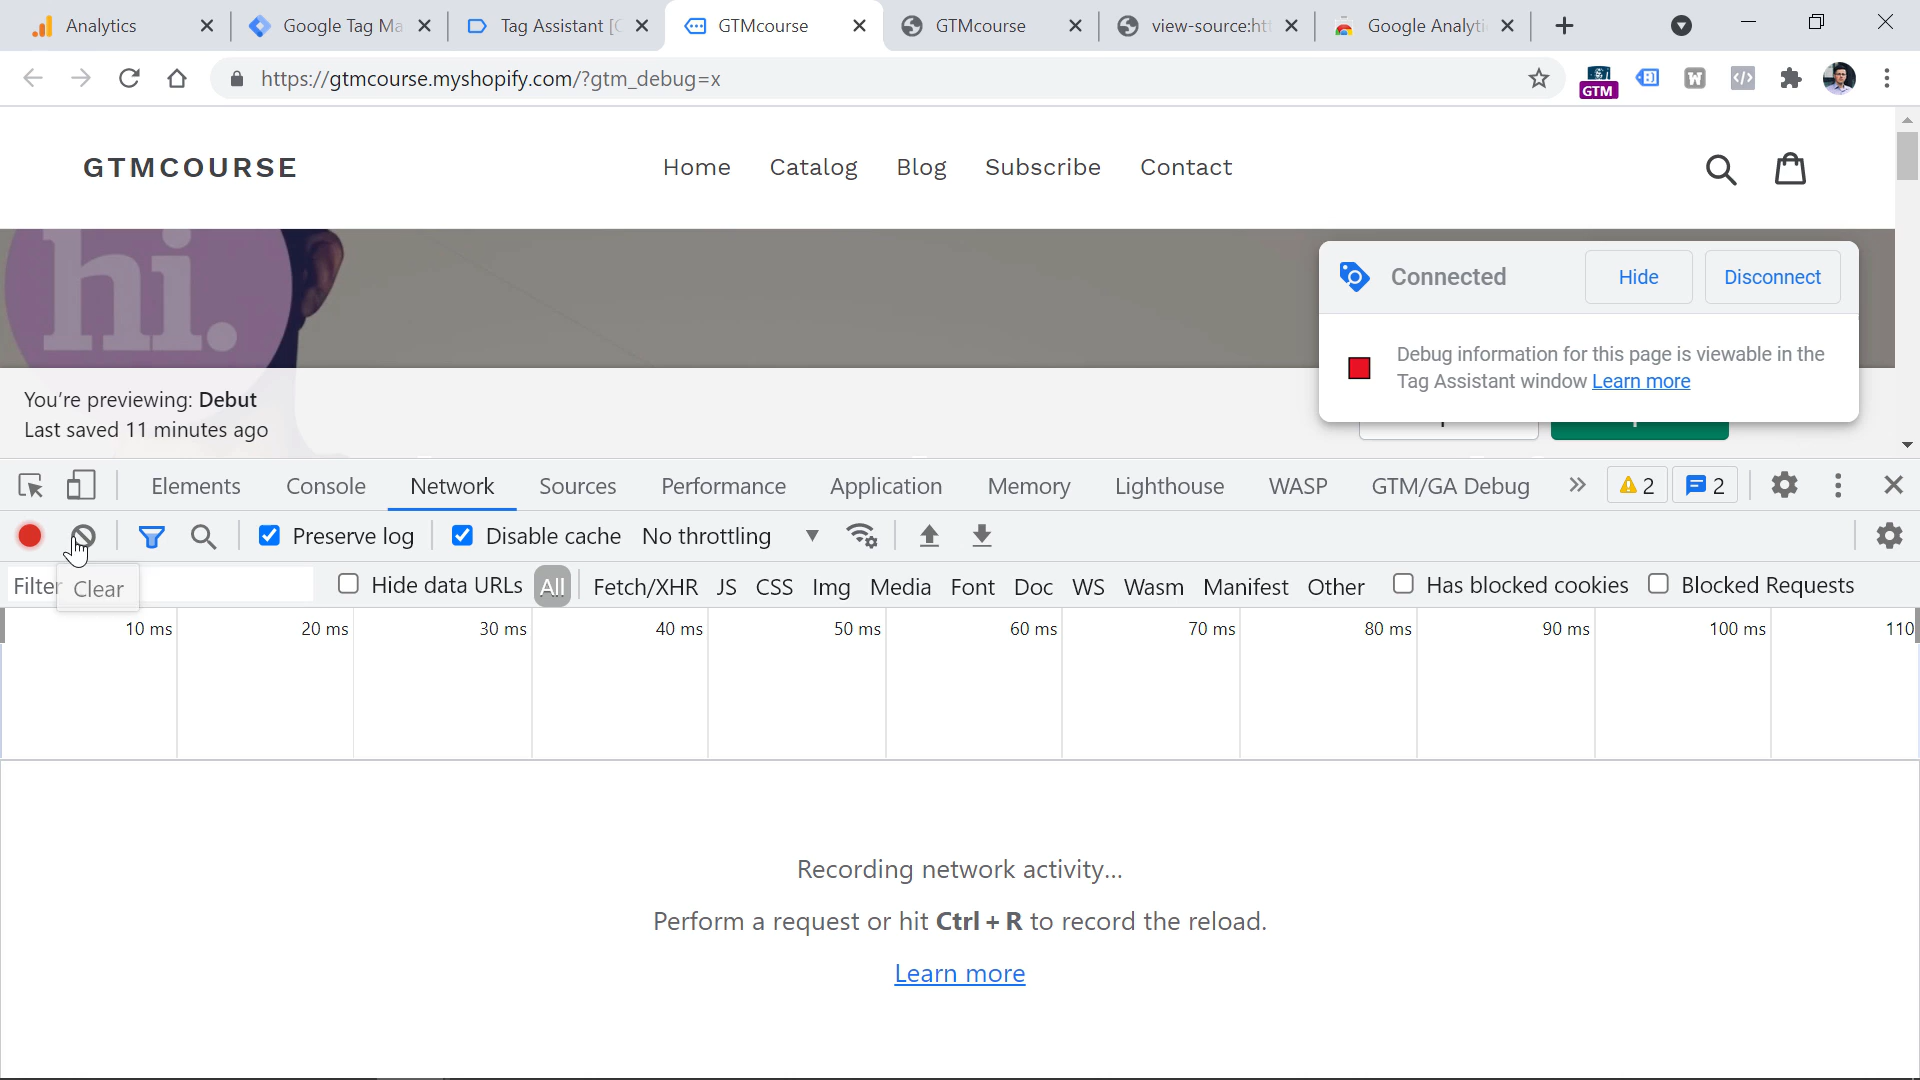 Analytics
Google Tag Ma
Tag Assistant [C
GTMcourse
GTMcourse
view-source:htt
Google Analyti
https://gtmcourse.myshopify.com/?gtm_debug=x
GTM
W
GTMCOURSE
Home
Catalog
Blog
Subscribe
Contact
hi.
Connected
Hide
Disconnect
Debug information for this page is viewable in the
Tag Assistant window Learn more
You're previewing: Debut
Last saved 11 minutes ago
Elements
Console
Network
Sources
Performance
Application
Memory
Lighthouse
WASP
GTM/GA Debug
2
2
Preserve log
Disable cache
No throttling
Filter
Clear
Hide data URLs
All
Fetch/XHR
JS
CSS
Img
Media
Font
Doc
WS
Wasm
Manifest
Other
Has blocked cookies
Blocked Requests
10 ms
20 ms
30 ms
40 ms
50 ms
60 ms
70 ms
80 ms
90 ms
100 ms
110
Recording network activity...
Perform a request or hit Ctrl + R to record the reload.
Learn more